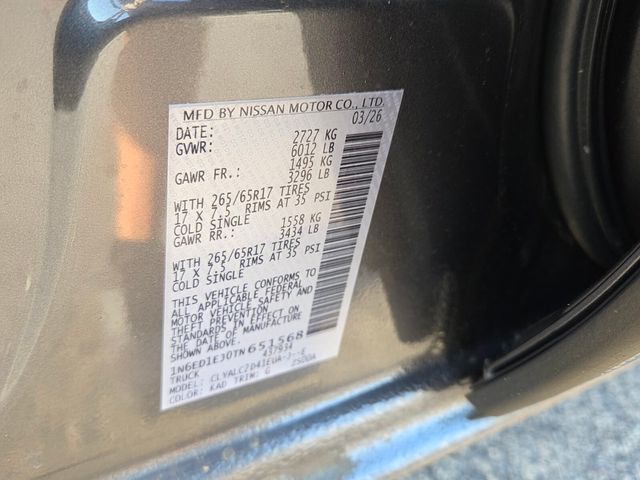 MFD BY NISSAN MOTOR CO., LTD.
DATE: 03/26
GVWR: 2727 KG
6012 LB
GAWR FR.: 1495 KG
3296 LB
WITH 265/65R17 TIRES
17 X 7.5 RIMS AT 35 PSI
COLD SINGLE
GAWR RR.: 1558 KG
3434 LB
WITH 265/65R17 TIRES
17 X 7.5 RIMS AT 35 PSI
COLD SINGLE
THIS VEHICLE CONFORMS TO
ALL APPLICABLE FEDERAL
MOTOR VEHICLE SAFETY AND
THEFT PREVENTION
STANDARDS IN EFFECT ON
THE DATE OF MANUFACTURE
SHOWN ABOVE.
1N6ED1EJ0TN651568
TRUCK 437934
MODEL: CLYALC7D41EUA-J--E
COLOR: KAD TRIM: G 2S00A